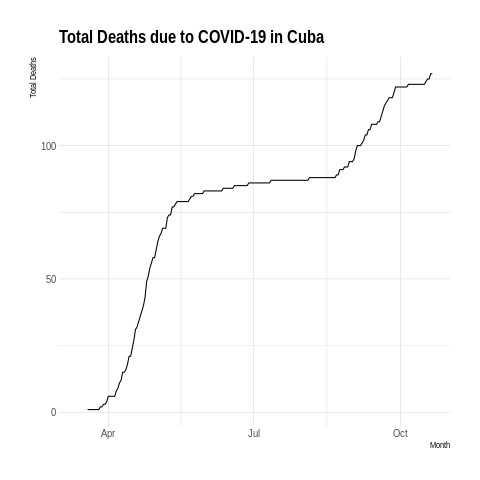 Total Deaths due to COVID-19 in Cuba
Total Deaths
100
50
0
Apr Jul Oct
Month